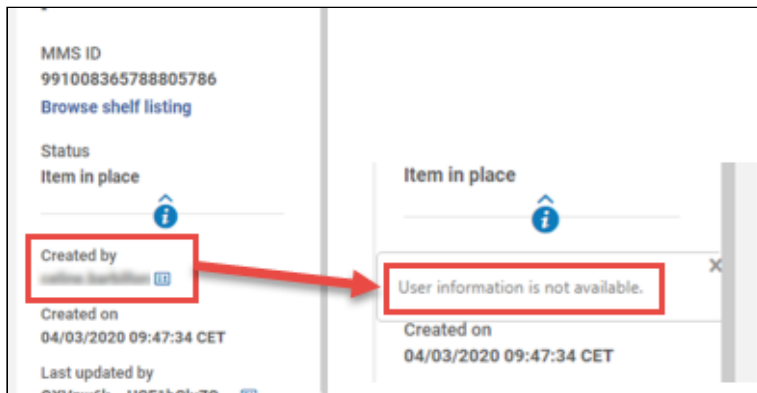 MMS ID
991008365788805786
Browse shelf listing
Status
Item in place
Created by
Created on
04/03/2020 09:47:34 CET
Last updated by
Item in place
User information is not available.
Created on
04/03/2020 09:47:34 CET